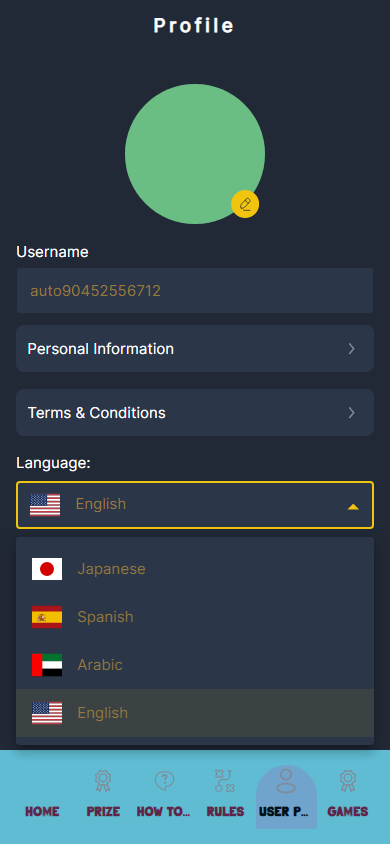 Profile
Username
auto90452556712
Personal Information
Terms & Conditions
Language:
English
Japanese
Spanish
Arabic
English
HOME PRIZE HOW TO... RULES USER P... GAMES